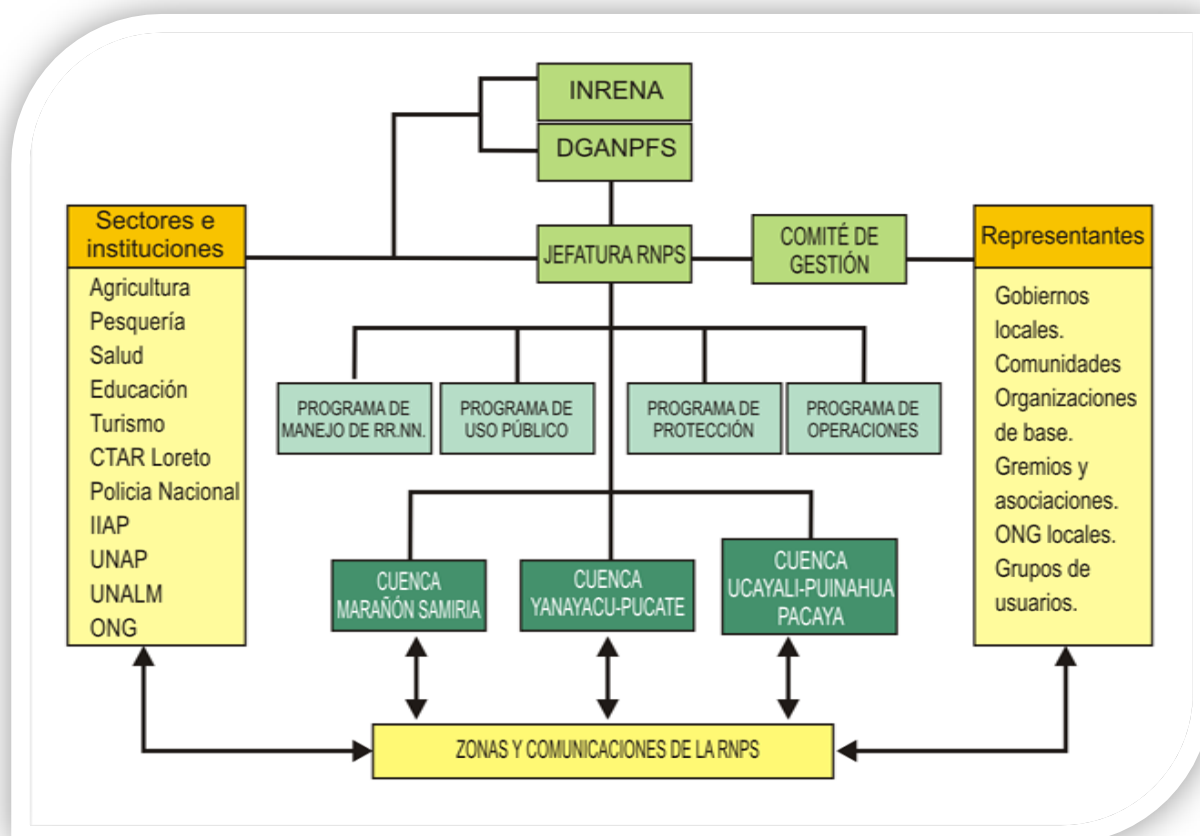 INRENA
DGANPFS
Sectores e
instituciones
Agricultura
Pesquería
Salud
Educación
Turismo
CTAR Loreto
Policia Nacional
IIAP
UNAP
UNALM
ONG
JEFATURA RNPS
COMITÉ DE
GESTIÓN
Representantes
Gobiernos
locales.
Comunidades
Organizaciones
de base.
Gremios y
asociaciones.
ONG locales.
Grupos de
usuarios.
PROGRAMA DE
MANEJO DE RR.NN.
PROGRAMA DE
USO PÚBLICO
PROGRAMA DE
PROTECCIÓN
PROGRAMA DE
OPERACIONES
CUENCA
MARAÑÓN SAMIRIA
CUENCA
YANAYACU-PUCATE
CUENCA
UCAYALI-PUINAHUA
PACAYA
ZONAS Y COMUNICACIONES DE LA RNPS